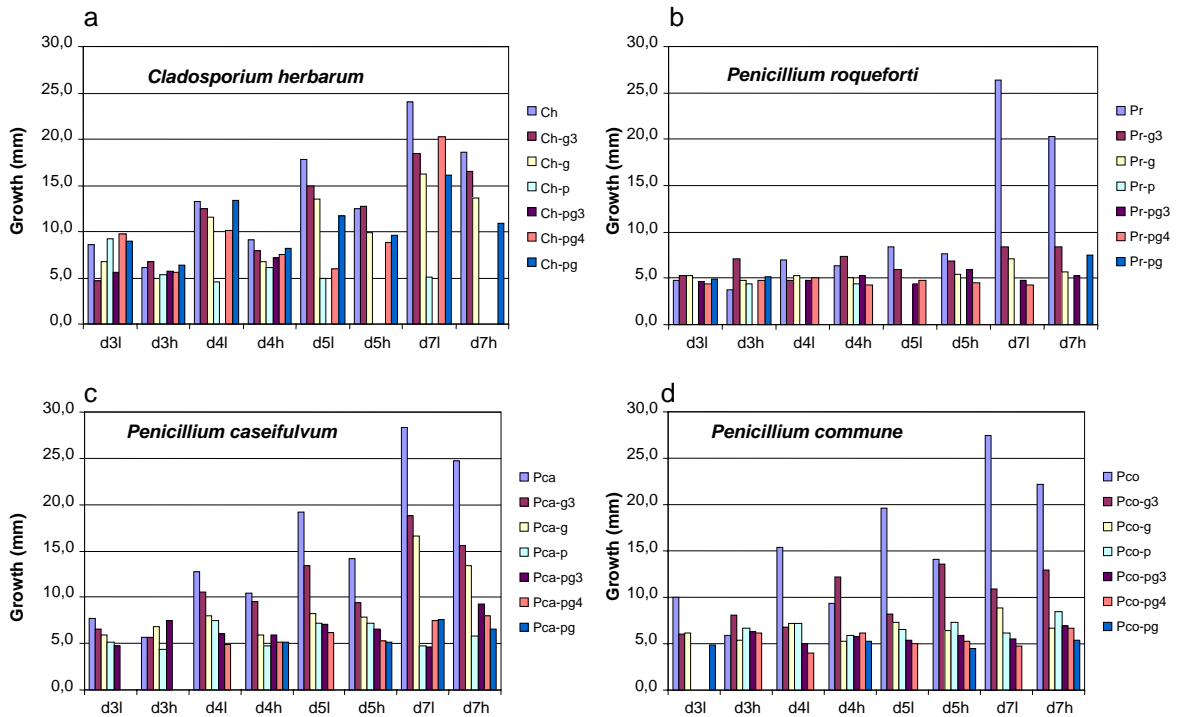 a
Cladosporium herbarum
Growth (mm)
30,0
25,0
20,0
15,0
10,0
5,0
0,0
d3l d3h d4l d4h d5l d5h d7l d7h
Ch
Ch-g3
Ch-g
Ch-p
Ch-pg3
Ch-pg4
Ch-pg
b
Penicillium roqueforti
Growth (mm)
30,0
25,0
20,0
15,0
10,0
5,0
0,0
d3l d3h d4l d4h d5l d5h d7l d7h
Pr
Pr-g3
Pr-g
Pr-p
Pr-pg3
Pr-pg4
Pr-pg
c
Penicillium caseifulvum
Growth (mm)
30,0
25,0
20,0
15,0
10,0
5,0
0,0
d3l d3h d4l d4h d5l d5h d7l d7h
Pca
Pca-g3
Pca-g
Pca-p
Pca-pg3
Pca-pg4
Pca-pg
d
Penicillium commune
Growth (mm)
30,0
25,0
20,0
15,0
10,0
5,0
0,0
d3l d3h d4l d4h d5l d5h d7l d7h
Pco
Pco-g3
Pco-g
Pco-p
Pco-pg3
Pco-pg4
Pco-pg